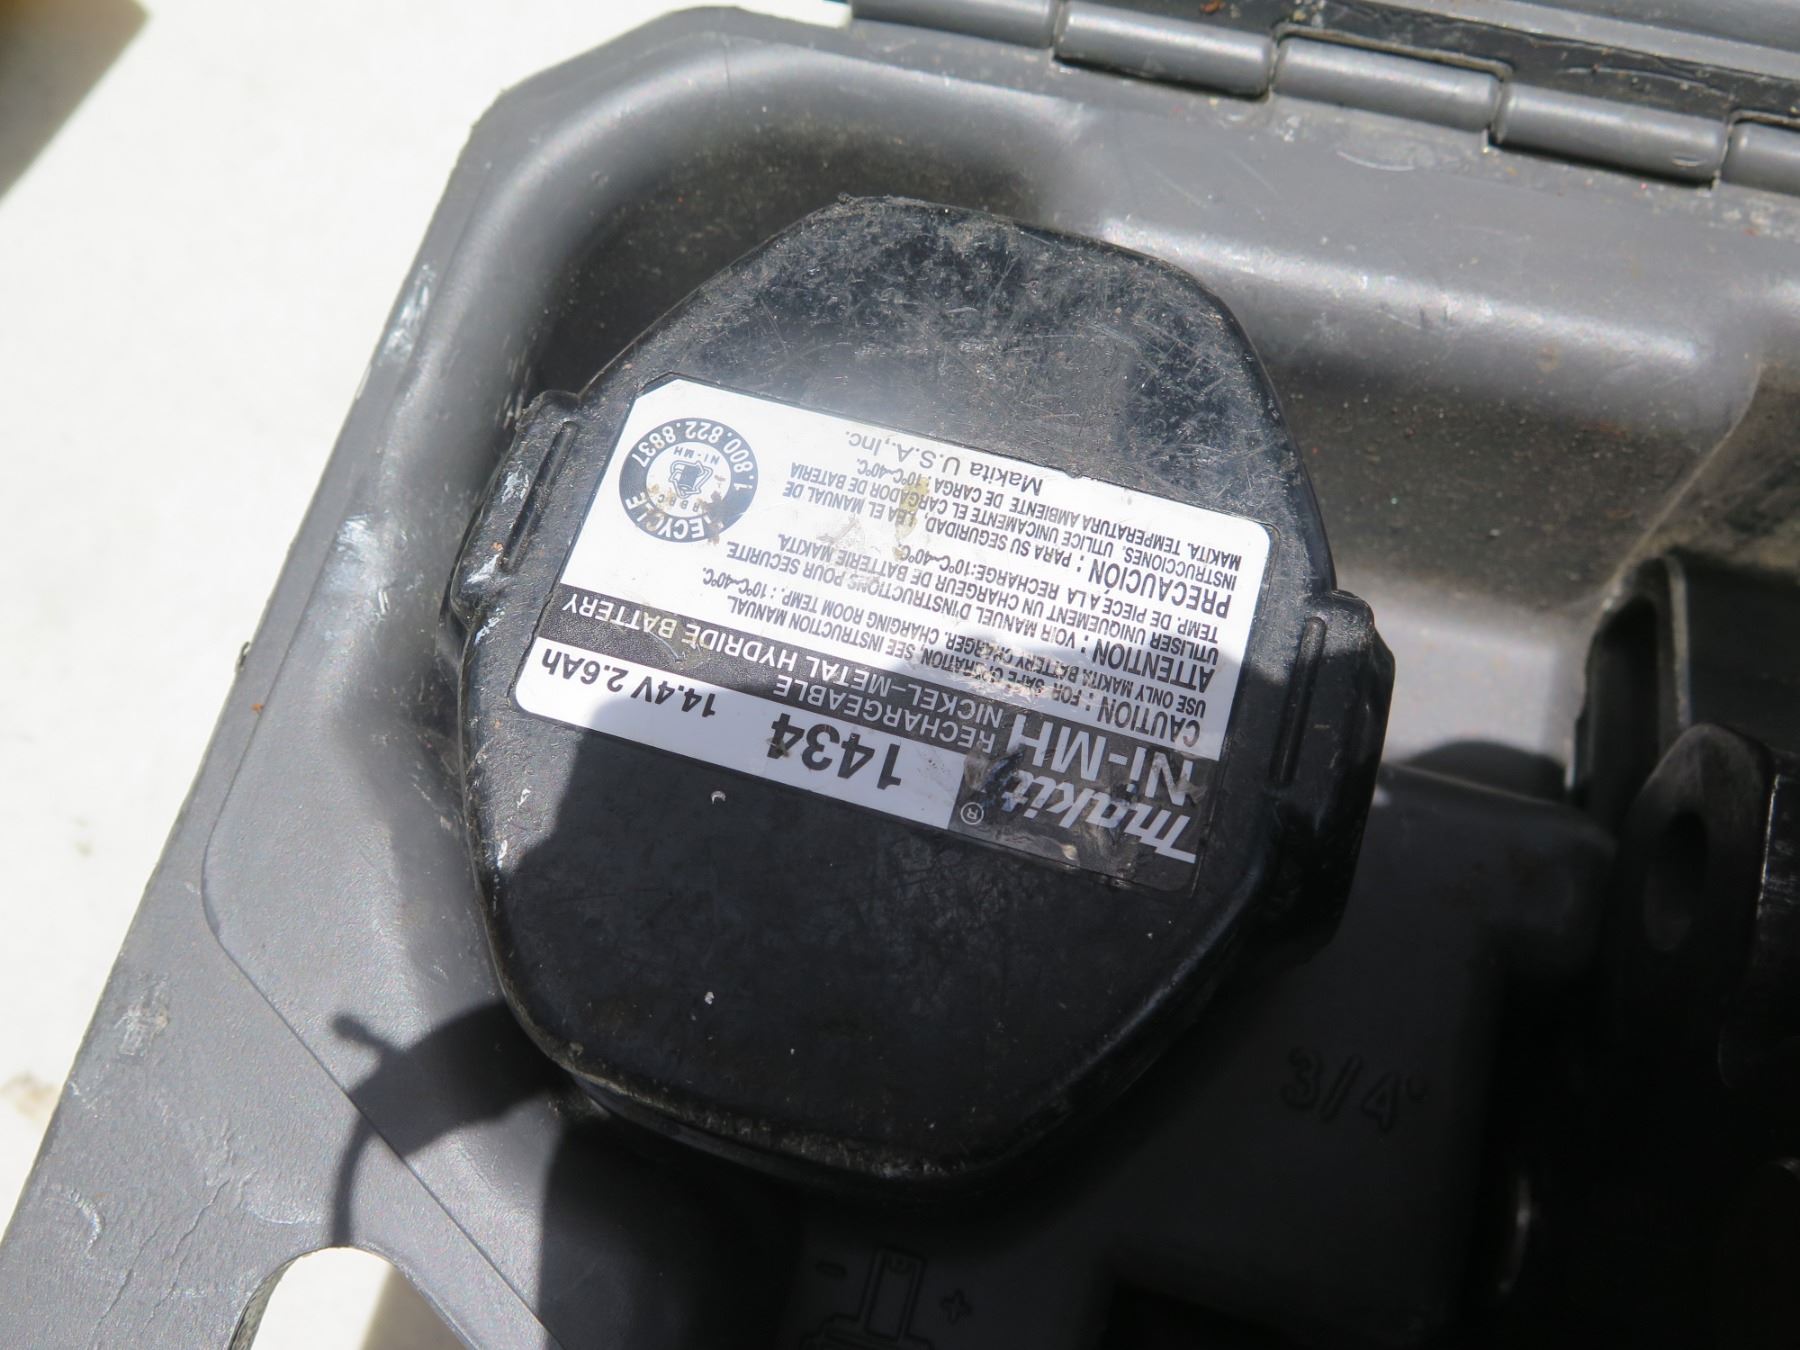 makita®
1434
14.4V 2.6Ah
Ni-MH
RECHARGEABLE
NICKEL–METAL HYDRIDE BATTERY
CAUTION : FOR SAFE OPERATION, SEE INSTRUCTION MANUAL
USE ONLY MAKITA BATTERY CHARGER. CHARGING ROOM TEMP. : 10°C–40°C.
ATTENTION : VOIR MANUEL D'INSTRUCTIONS POUR SECURITE
UTILISER UNIQUEMENT UN CHARGEUR DE BATTERIE MAKITA.
TEMP. DE PIECE A LA RECHARGE:10°C–40°C.
PRECAUCIÓN : PARA SU SEGURIDAD, LEA EL MANUAL DE
INSTRUCCIONES. UTILICE UNICAMENTE EL CARGADOR DE BATERIA
MAKITA. TEMPERATURA AMBIENTE DE CARGA : 10°C–40°C.
Makita U.S.A., Inc.
RBRC
Ni-MH
1.800.822.8837
3/4"
- +